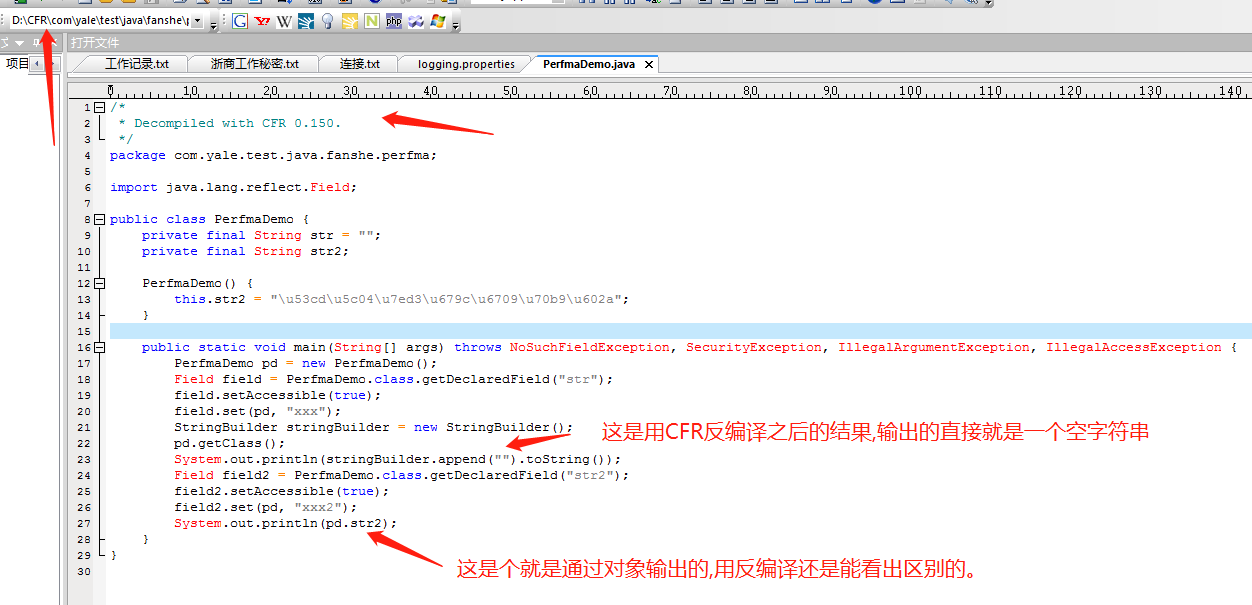 D:\CFR\com\yale\test\java\fanshe\p
打开文件
项目
工作记录.txt 浙商工作秘密.txt 连接.txt logging.properties PerfmaDemo.java
0 10 20 30 40 50 60 70 80 90 100 110 120 130 140
1 /*
2 * Decompiled with CFR 0.150.
3 */
4 package com.yale.test.java.fanshe.perfma;
5
6 import java.lang.reflect.Field;
7
8 public class PerfmaDemo {
9 private final String str = "";
10 private final String str2;
11
12 PerfmaDemo() {
13 this.str2 = "\u53cd\u5c04\u7ed3\u679c\u6709\u70b9\u602a";
14 }
15
16 public static void main(String[] args) throws NoSuchFieldException, SecurityException, IllegalArgumentException, IllegalAccessException {
17 PerfmaDemo pd = new PerfmaDemo();
18 Field field = PerfmaDemo.class.getDeclaredField("str");
19 field.setAccessible(true);
20 field.set(pd, "xxx");
21 StringBuilder stringBuilder = new StringBuilder();
22 pd.getClass();
这是用CFR反编译之后的结果,输出的直接就是一个空字符串
23 System.out.println(stringBuilder.append("").toString());
24 Field field2 = PerfmaDemo.class.getDeclaredField("str2");
25 field2.setAccessible(true);
26 field2.set(pd, "xxx2");
27 System.out.println(pd.str2);
28 }
29 }
这是个就是通过对象输出的,用反编译还是能看出区别的。
30